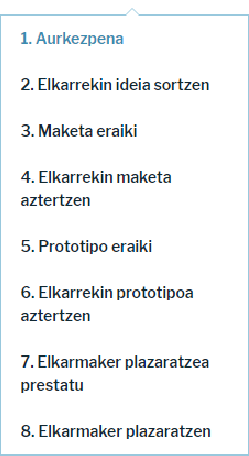 1. Aurkezpena
2. Elkarrekin ideia sortzen
3. Maketa eraiki
4. Elkarrekin maketa
aztertzen
5. Prototipo eraiki
6. Elkarrekin prototipoa
aztertzen
7. Elkarmaker plazaratzea
prestatu
8. Elkarmaker plazaratzen